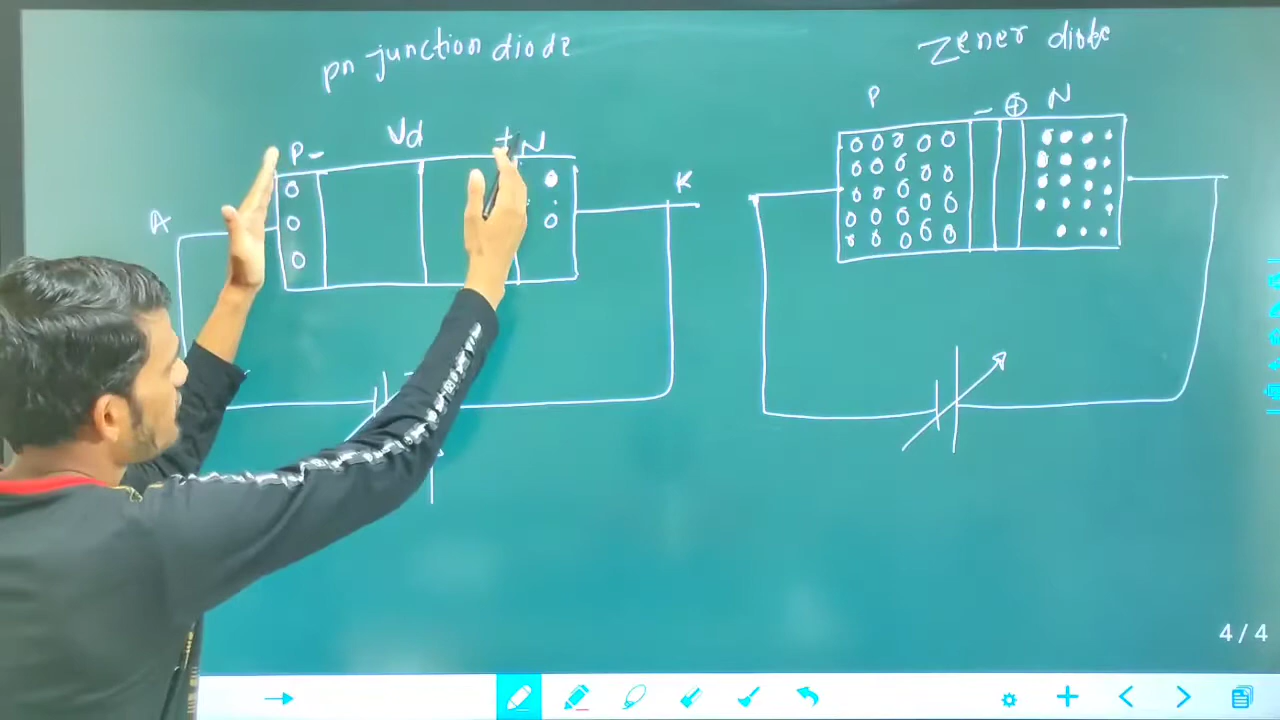 pn junction diode
Zener diode
P -
Vd
+ N
P
- +
N
A
K
4 / 4